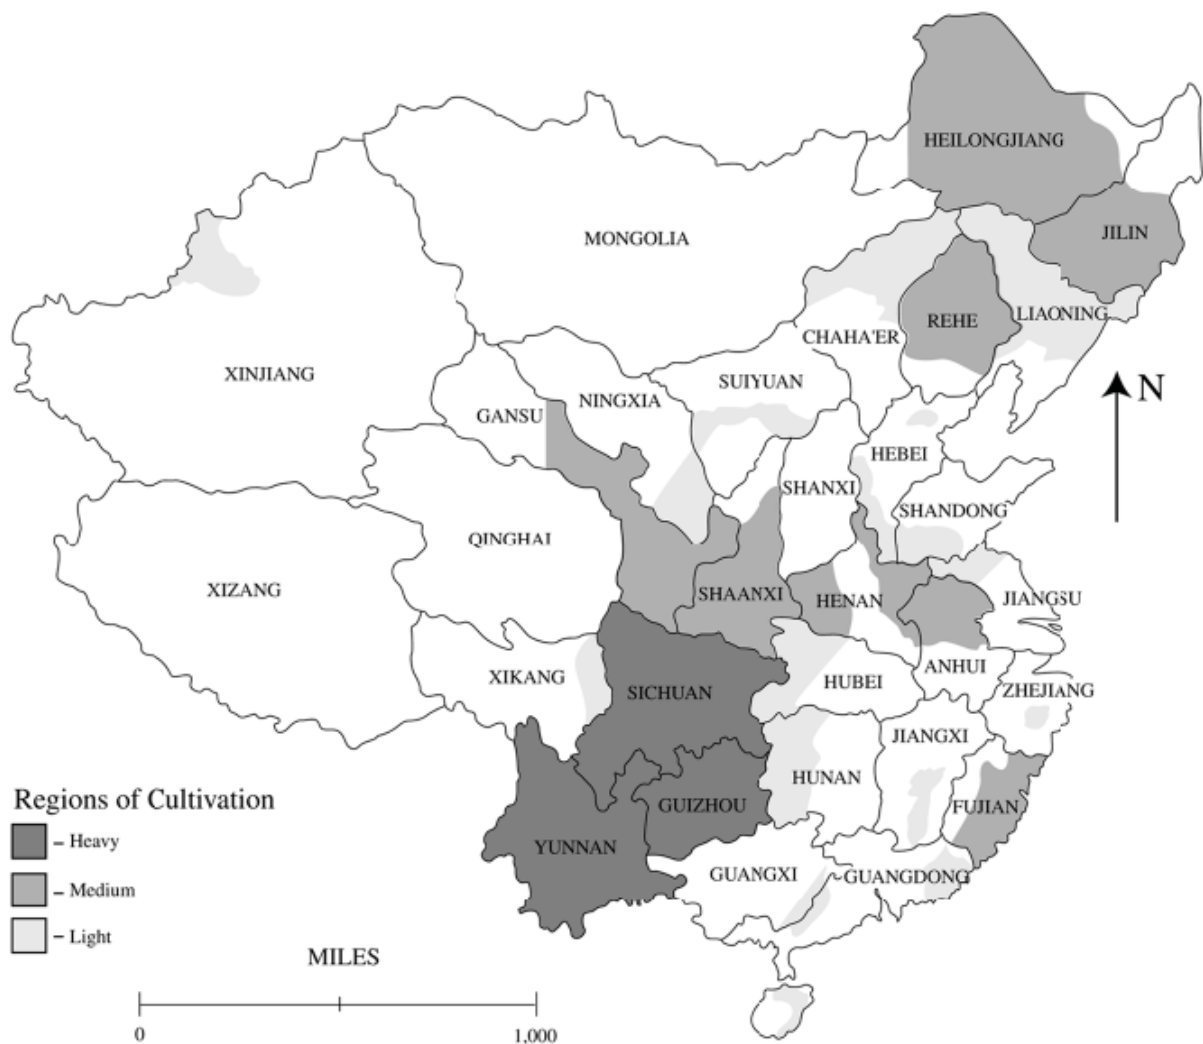 HEILONGJIANG
JILIN
MONGOLIA
REHE
LIAONING
CHAHA'ER
XINJIANG
SUIYUAN
NINGXIA
GANSU
N
HEBEI
SHANXI
SHANDONG
QINGHAI
XIZANG
SHAANXI
HENAN
JIANGSU
ANHUI
XIKANG
HUBEI
SICHUAN
ZHEJIANG
JIANGXI
HUNAN
GUIZHOU
FUJIAN
YUNNAN
GUANGXI
GUANGDONG
Regions of Cultivation
– Heavy
– Medium
– Light
MILES
0
1,000